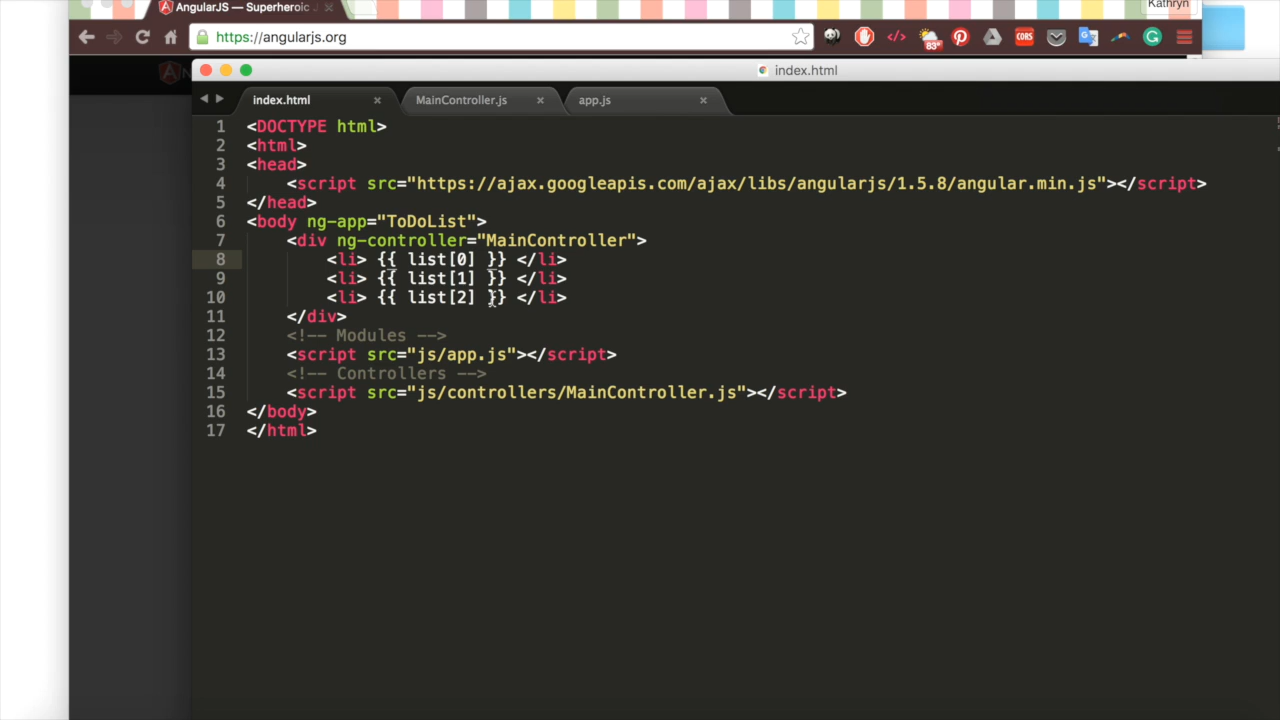 AngularJS — Superheroic J
Kathryn
https://angularjs.org
83°
CORS
index.html
index.html
MainController.js
app.js
1 <DOCTYPE html>
2 <html>
3 <head>
4 <script src="https://ajax.googleapis.com/ajax/libs/angularjs/1.5.8/angular.min.js"></script>
5 </head>
6 <body ng-app="ToDoList">
7 <div ng-controller="MainController">
8 <li> {{ list[0] }} </li>
9 <li> {{ list[1] }} </li>
10 <li> {{ list[2] }} </li>
11 </div>
12 <!-- Modules -->
13 <script src="js/app.js"></script>
14 <!-- Controllers -->
15 <script src="js/controllers/MainController.js"></script>
16 </body>
17 </html>